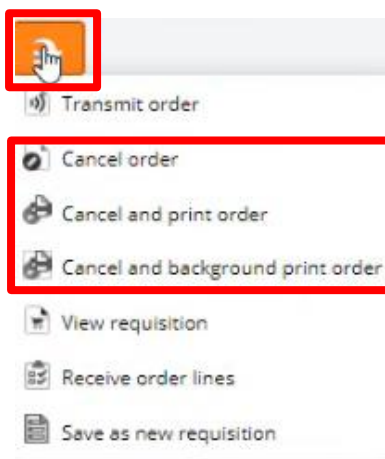 Transmit order
Cancel order
Cancel and print order
Cancel and background print order
View requisition
Receive order lines
Save as new requisition